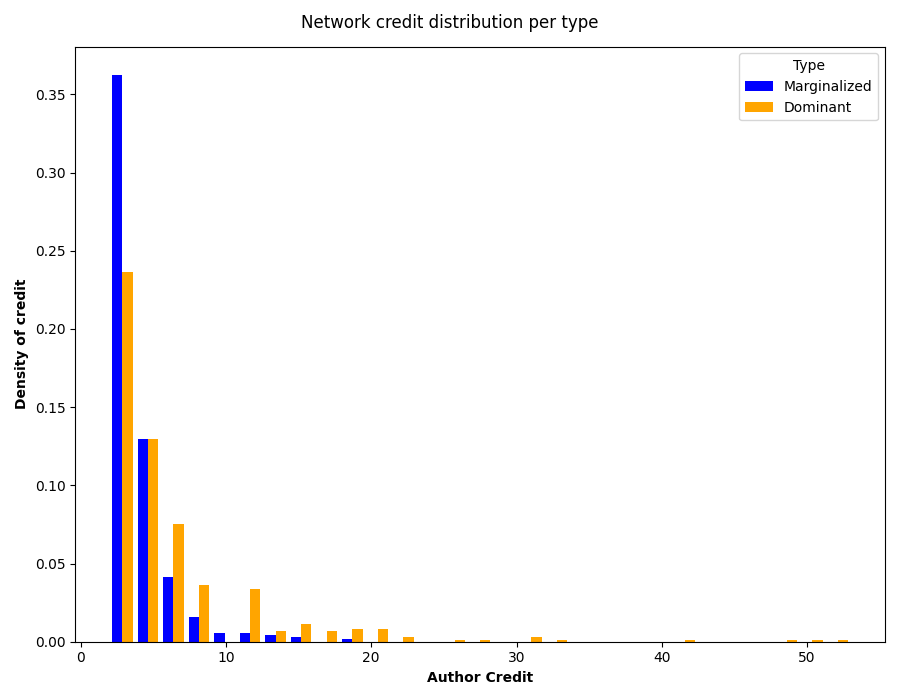 Network credit distribution per type
Type
Marginalized
Dominant
Density of credit
0.35
0.30
0.25
0.20
0.15
0.10
0.05
0.00
0 10 20 30 40 50
Author Credit